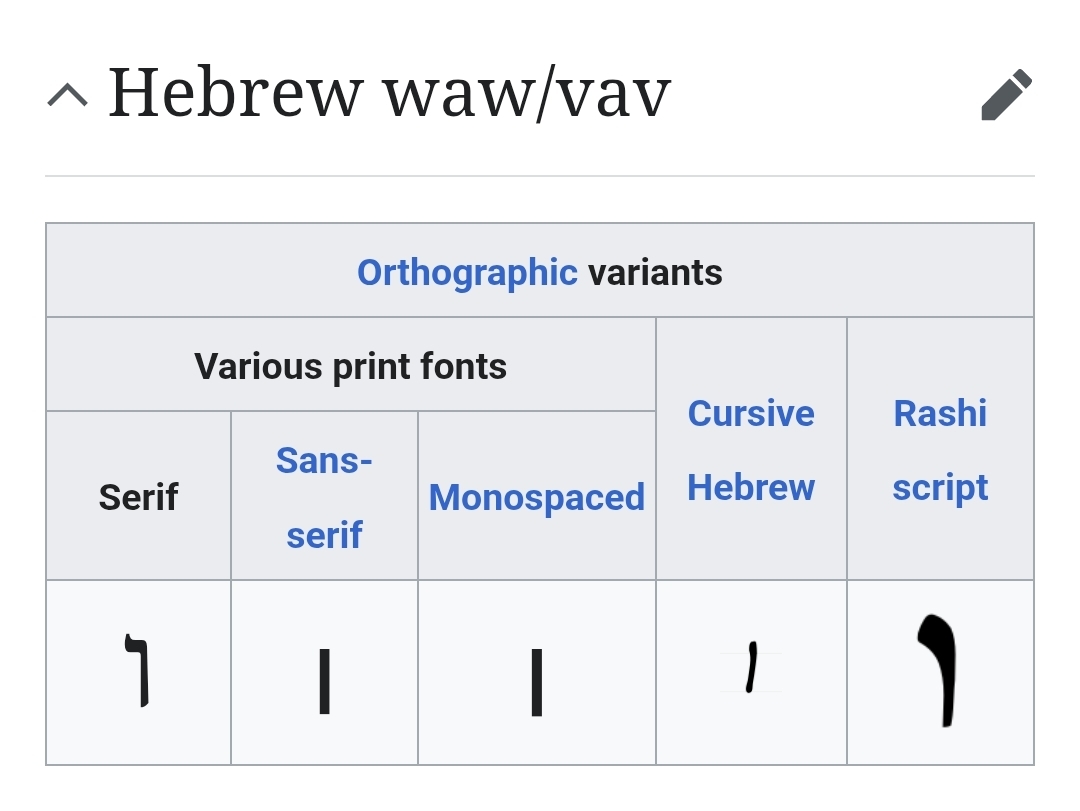 Hebrew waw/vav
Orthographic variants
Various print fonts
Cursive
Hebrew
Rashi
script
Serif
Sans-
serif
Monospaced
ו ו ו ו ו